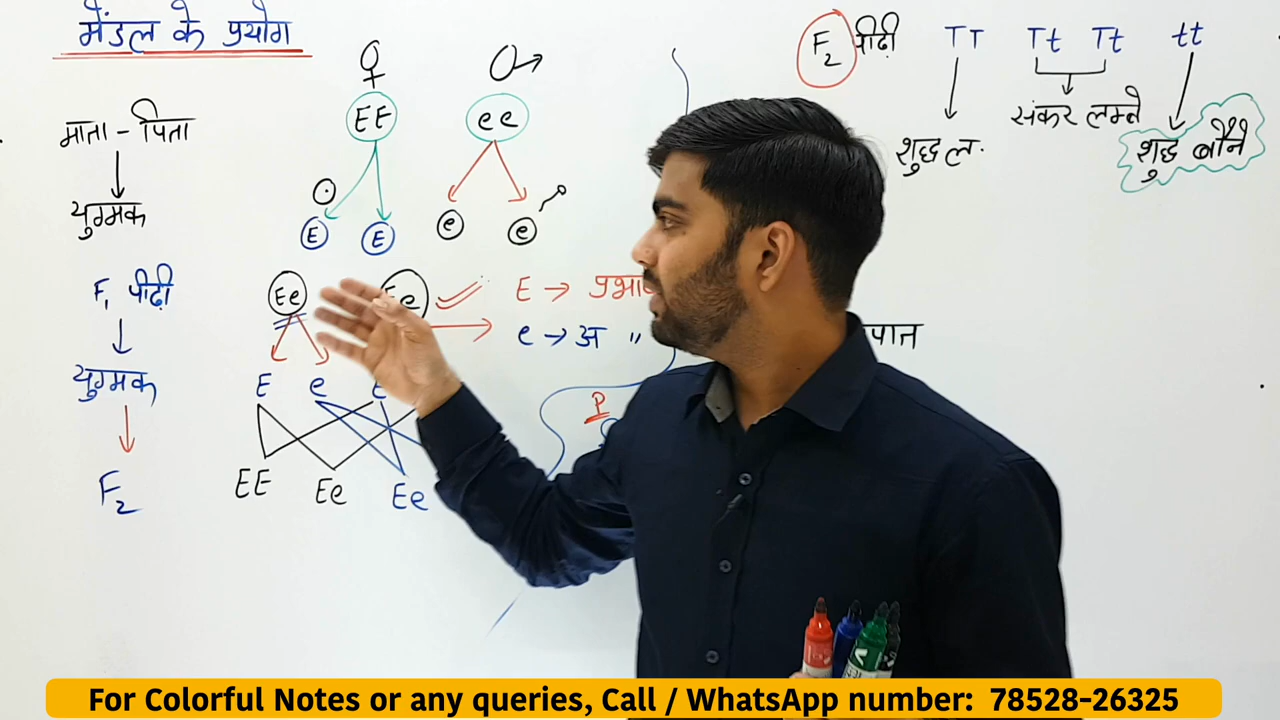 मेंडल के प्रयोग
F2 पीढ़ी TT Tt Tt tt
शुद्ध ल. संकर लम्बे शुद्ध बौने
माता - पिता EE ee
युग्मक E E e e
F1 पीढ़ी Ee Ee E →
e → अ "
पान
युग्मक E e E
P
F2 EE Ee Ee
For Colorful Notes or any queries, Call / WhatsApp number: 78528-26325